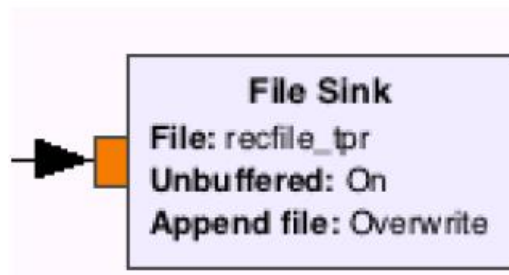 File Sink
File: recfile_tpr
Unbuffered: On
Append file: Overwrite